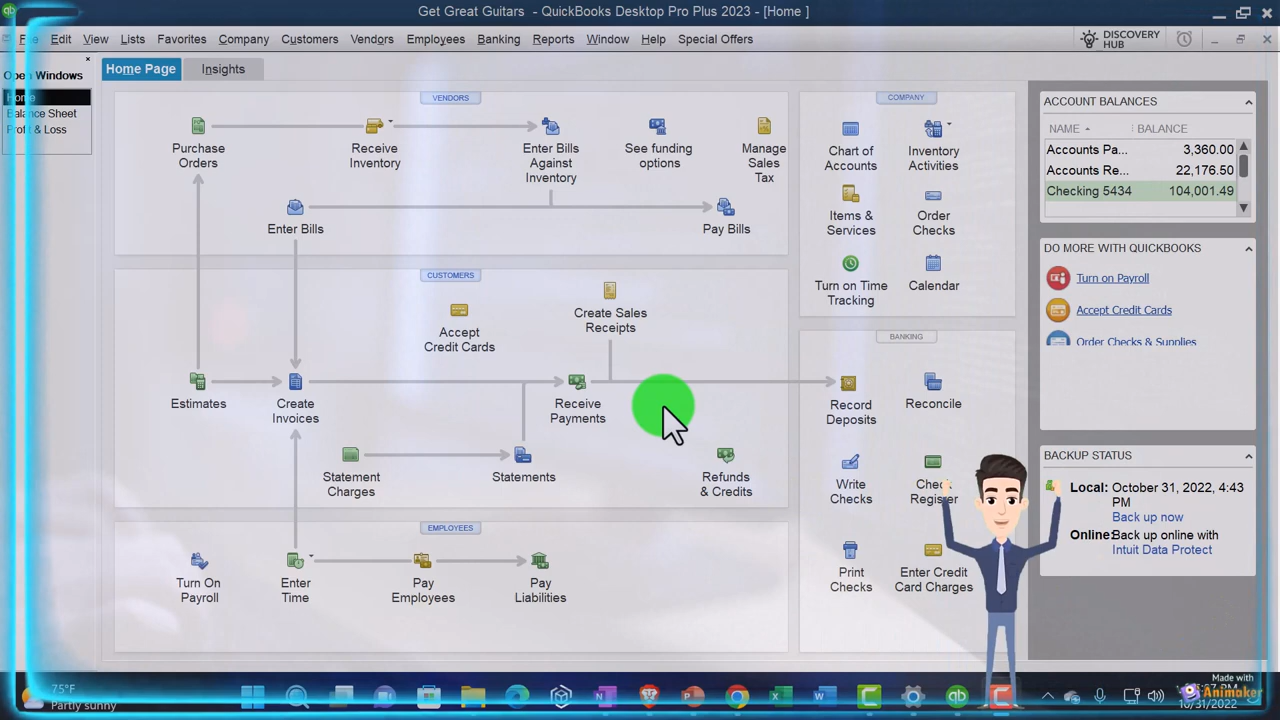 Get Great Guitars - QuickBooks Desktop Pro Plus 2023 - [Home ]
File Edit View Lists Favorites Company Customers Vendors Employees Banking Reports Window Help Special Offers
DISCOVERY
HUB
Open Windows
Home
Balance Sheet
Profit & Loss
Home Page
Insights
VENDORS
Purchase
Orders
Receive
Inventory
Enter Bills
Against
Inventory
See funding
options
Manage
Sales
Tax
Enter Bills
Pay Bills
CUSTOMERS
Accept
Credit Cards
Create Sales
Receipts
Estimates
Create
Invoices
Receive
Payments
Statement
Charges
Statements
Refunds
& Credits
EMPLOYEES
Turn On
Payroll
Enter
Time
Pay
Employees
Pay
Liabilities
COMPANY
Chart of
Accounts
Inventory
Activities
Items &
Services
Order
Checks
Turn on Time
Tracking
Calendar
BANKING
Record
Deposits
Reconcile
Write
Checks
Check
Register
Print
Checks
Enter Credit
Card Charges
ACCOUNT BALANCES
NAME BALANCE
Accounts Pa... 3,360.00
Accounts Re... 22,176.50
Checking 5434 104,001.49
DO MORE WITH QUICKBOOKS
Turn on Payroll
Accept Credit Cards
Order Checks & Supplies
BACKUP STATUS
Local: October 31, 2022, 4:43
PM
Back up now
Online: Back up online with
Intuit Data Protect
75°F
Partly sunny
10/31/2022
Made with
Animaker